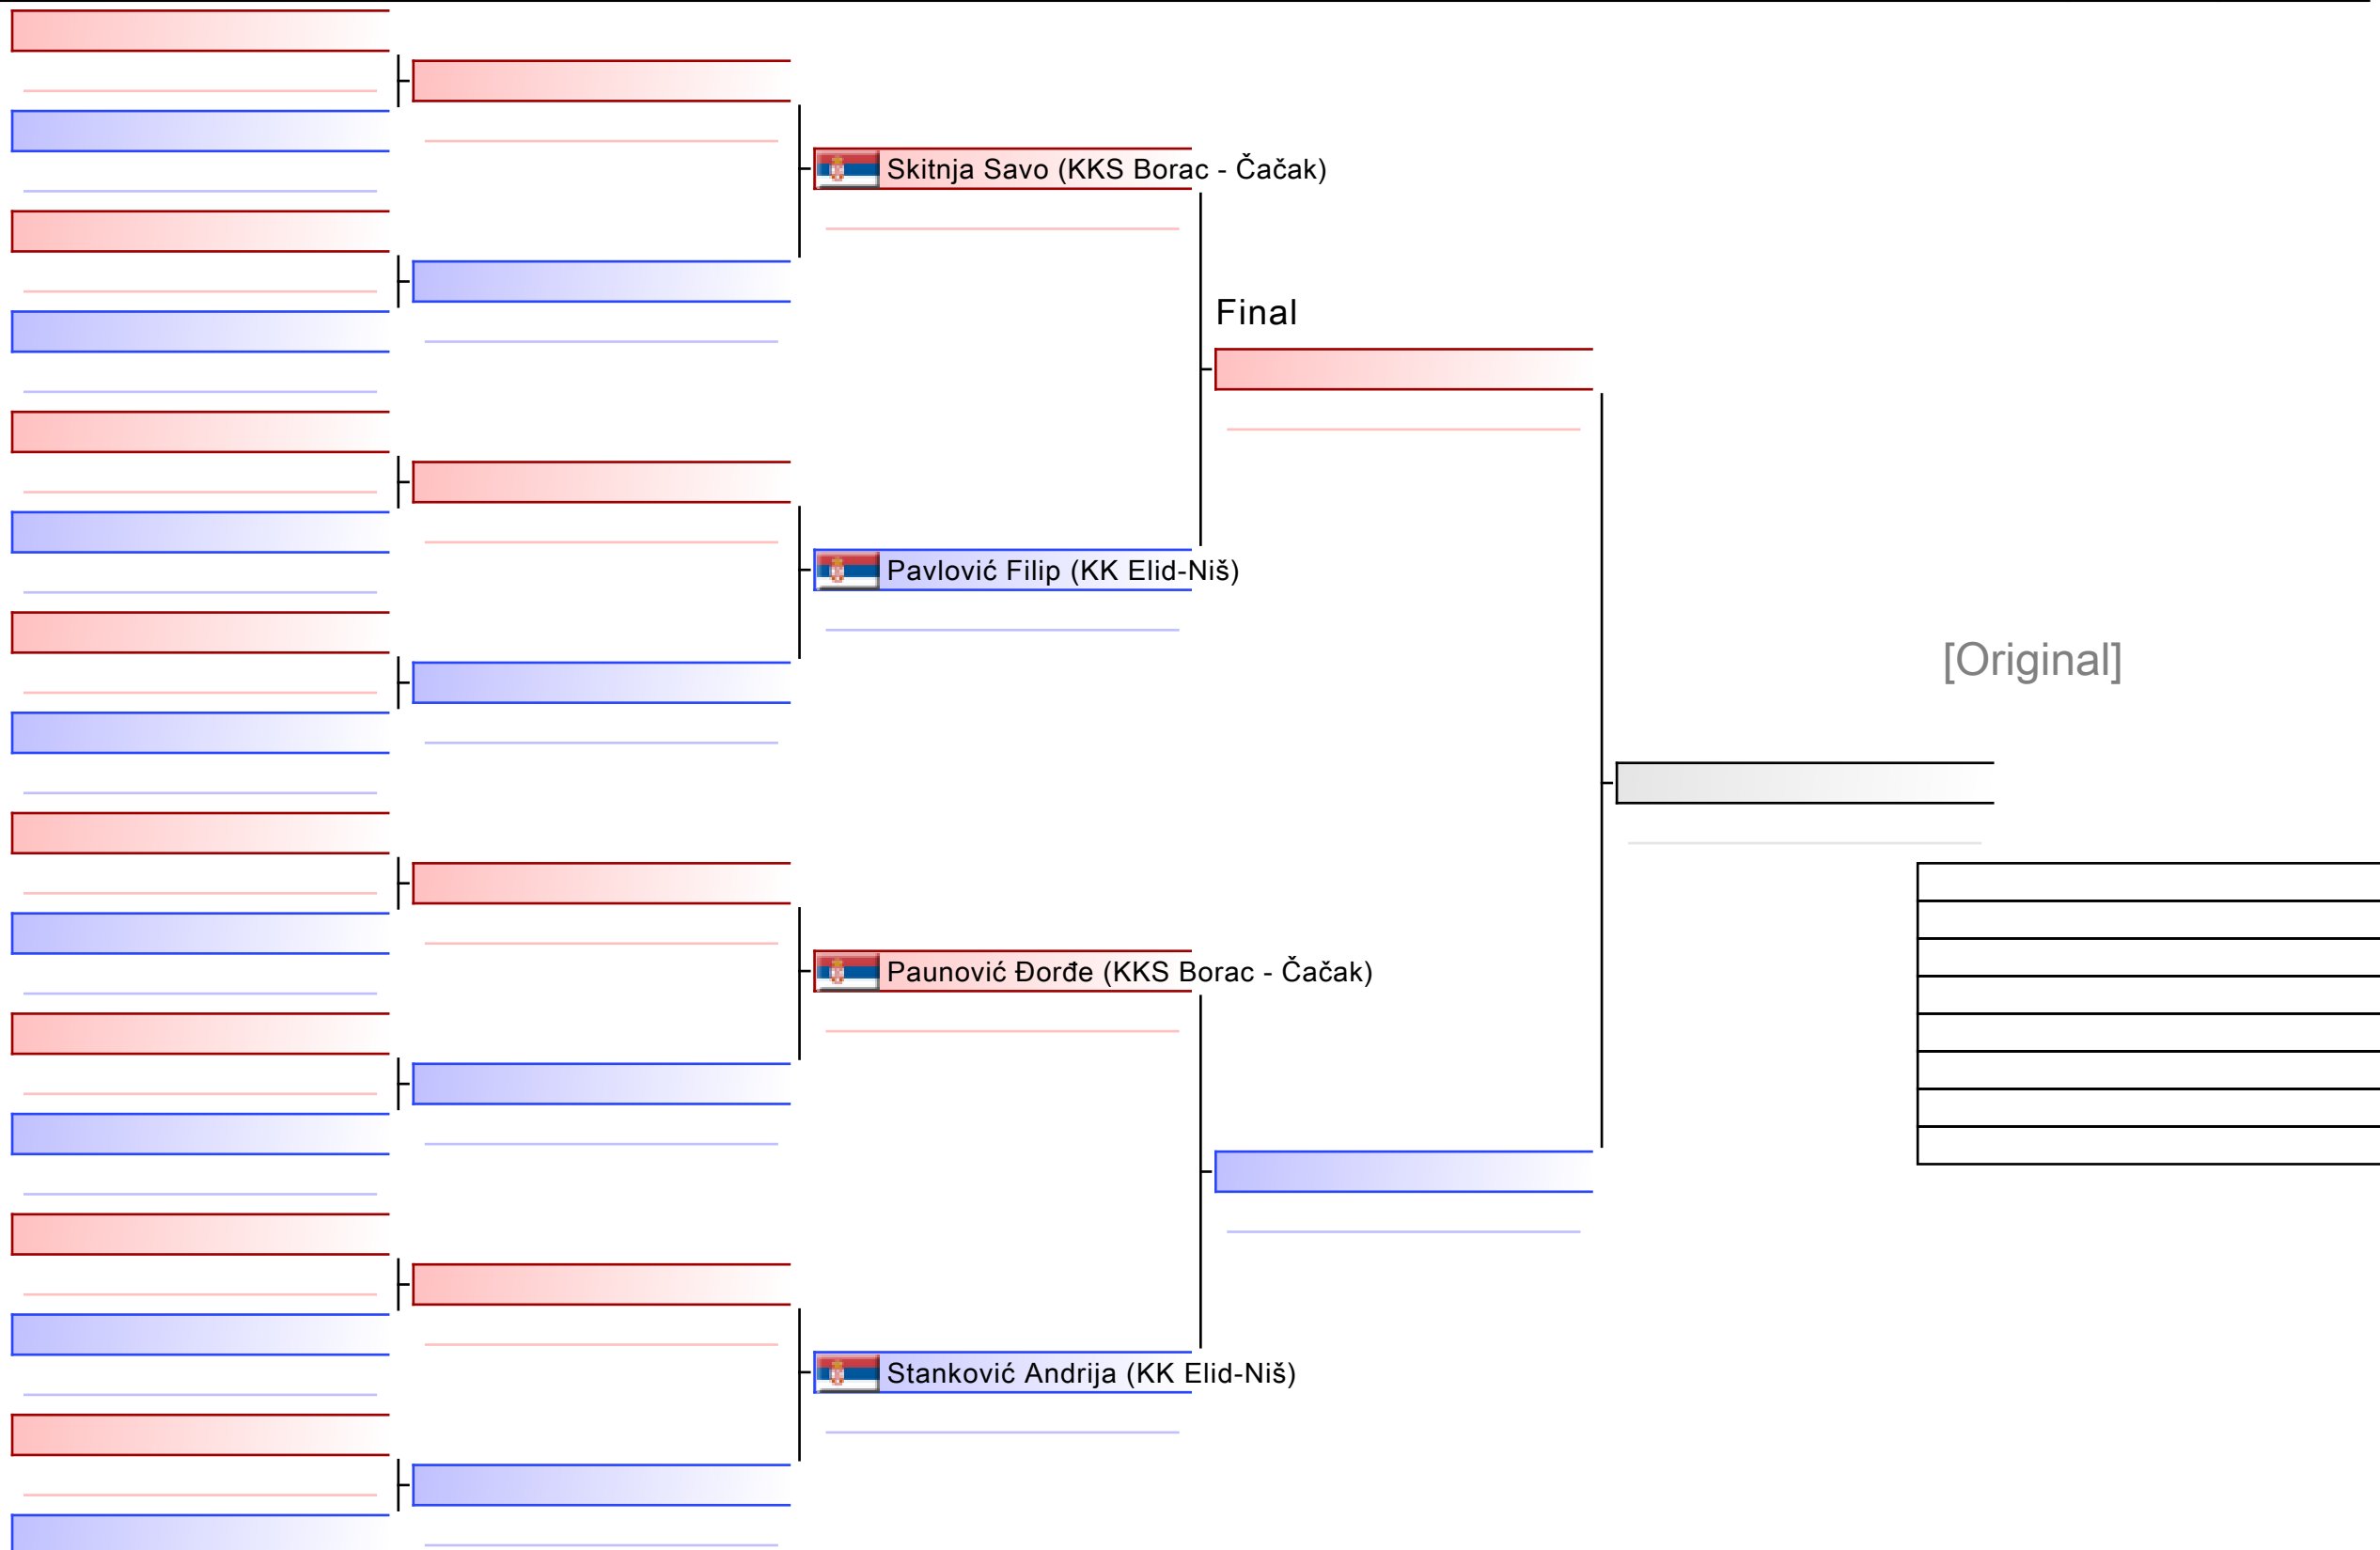 Skitnja Savo (KKS Borac - Čačak)
Final
Pavlović Filip (KK Elid-Niš)
[Original]
Paunović Đorđe (KKS Borac - Čačak)
Stanković Andrija (KK Elid-Niš)